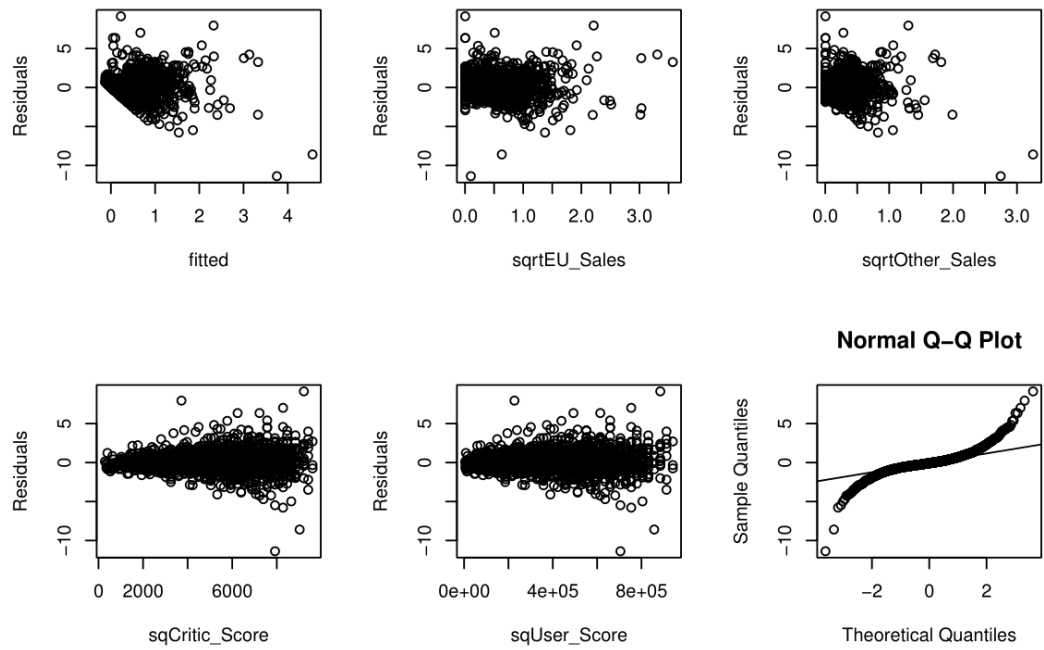 Residuals
5
0
−10
0 1 2 3 4
fitted
Residuals
5
0
−10
0.0 1.0 2.0 3.0
sqrtEU_Sales
Residuals
5
0
−10
0.0 1.0 2.0 3.0
sqrtOther_Sales
Residuals
5
0
−10
0 2000 6000
sqCritic_Score
Residuals
5
0
−10
0e+00 4e+05 8e+05
sqUser_Score
Normal Q−Q Plot
Sample Quantiles
5
0
−10
−2 0 2
Theoretical Quantiles